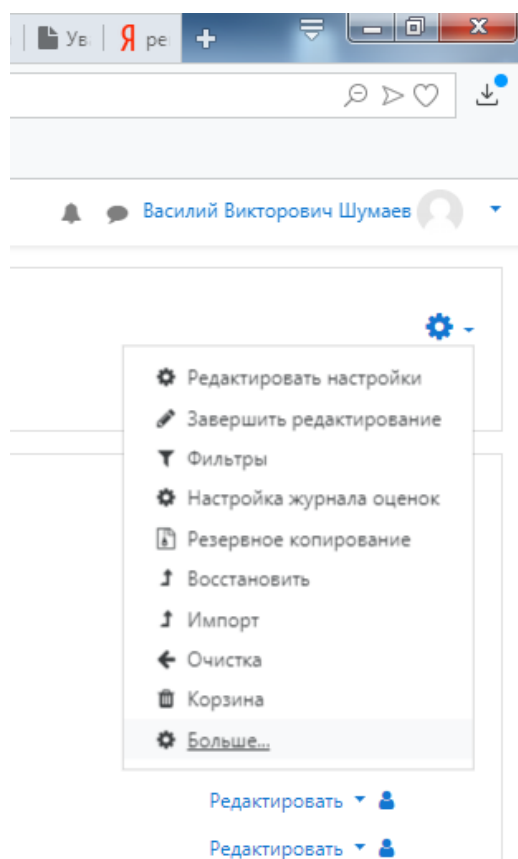 Ув
Я ре
Василий Викторович Шумаев
Редактировать настройки
Завершить редактирование
Фильтры
Настройка журнала оценок
Резервное копирование
Восстановить
Импорт
Очистка
Корзина
Больше...
Редактировать
Редактировать